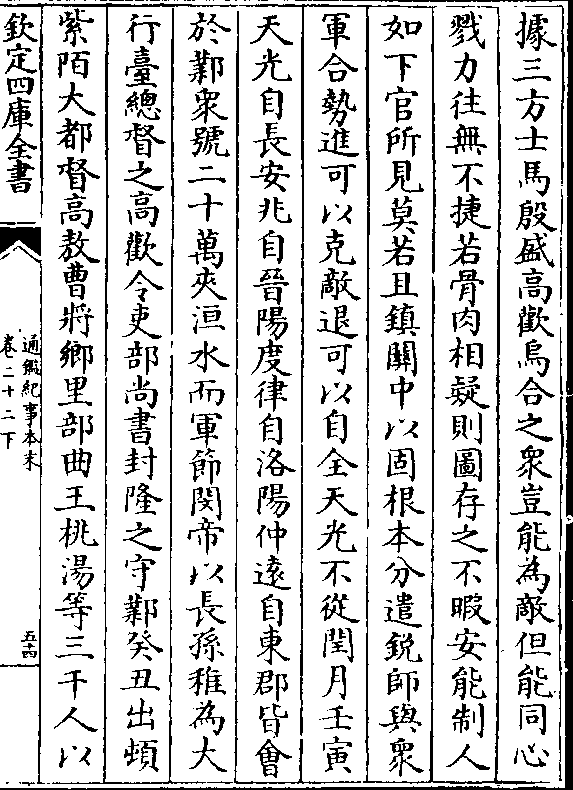 據三方士馬殷盛高歡烏合之衆豈能為敵但能同心
戮力往無不捷若骨肉相疑則圖存之不暇安能制人
如下官所見莫若且鎮關中以固根本分遣鋭師與衆
軍合勢進可以克敵退可以自全天光不從閏月壬寅
天光自長安兆自晉陽度律自洛陽仲遠自東郡皆會
於鄴衆號二十萬夾洹水而軍節閔帝以長孫稚為大
行臺總督之高歡令吏部尚書封隆之守鄴癸丑出頓
紫陌大都督高敖曹將鄉里部曲王桃湯等三千人以
欽定四庫全書
通鑑紀事本末
卷二十二下
五十四